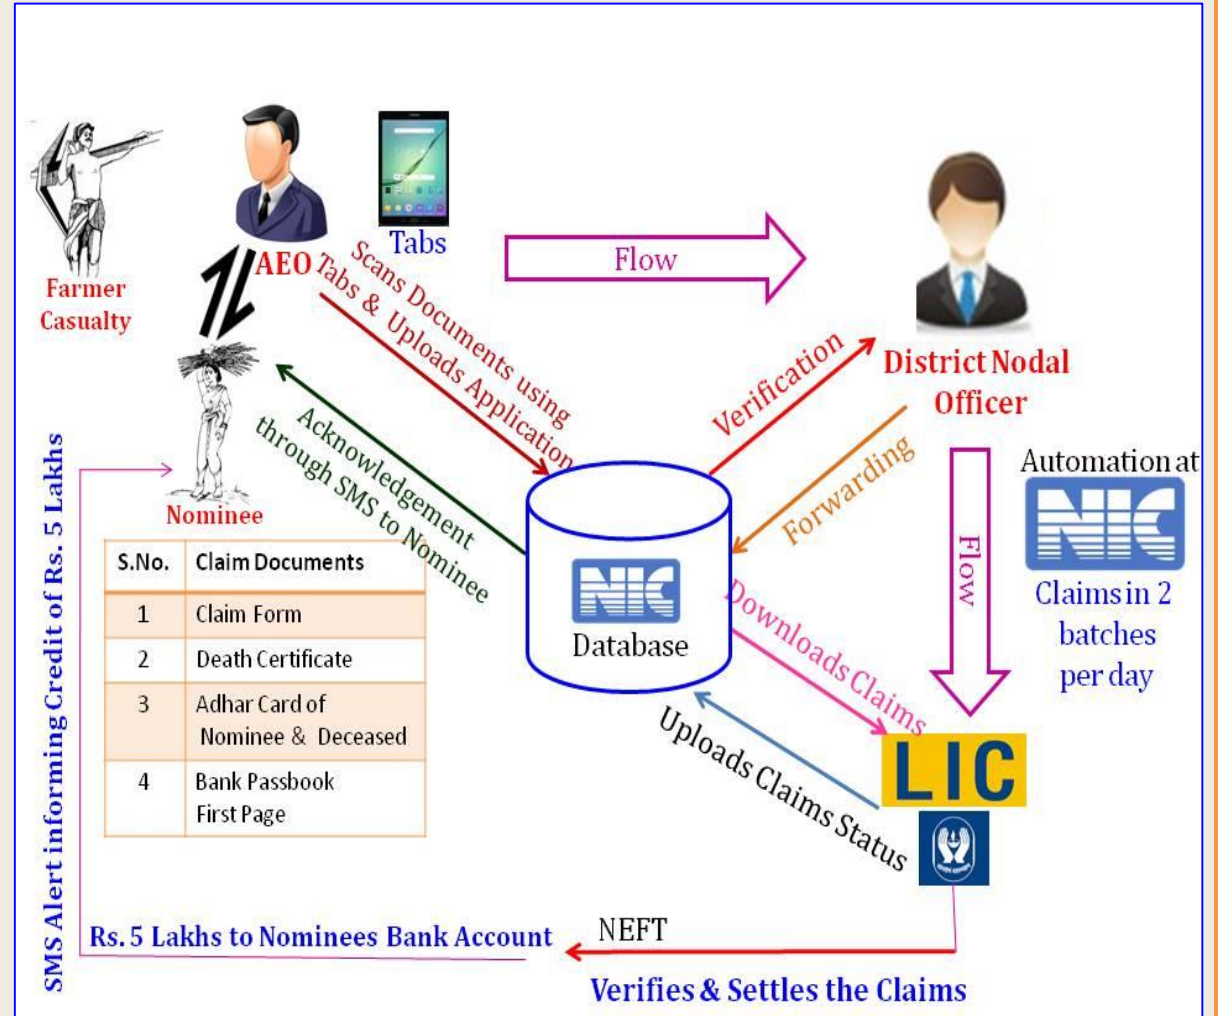 Tabs
Flow
AEO
Farmer
Casualty
Scans Documents using
Tabs & Uploads Application
Verification
District Nodal
Officer
Acknowledgement
through SMS to Nominee
Forwarding
Nominee
Automation at
NIC
Claims in 2
batches
per day
Flow
S.No. Claim Documents
1 Claim Form
2 Death Certificate
3 Adhar Card of
Nominee & Deceased
4 Bank Passbook
First Page
NIC
Database
Downloads Claims
Uploads Claims Status
LIC
SMS Alert informing Credit of Rs. 5 Lakhs
Rs. 5 Lakhs to Nominees Bank Account
NEFT
Verifies & Settles the Claims